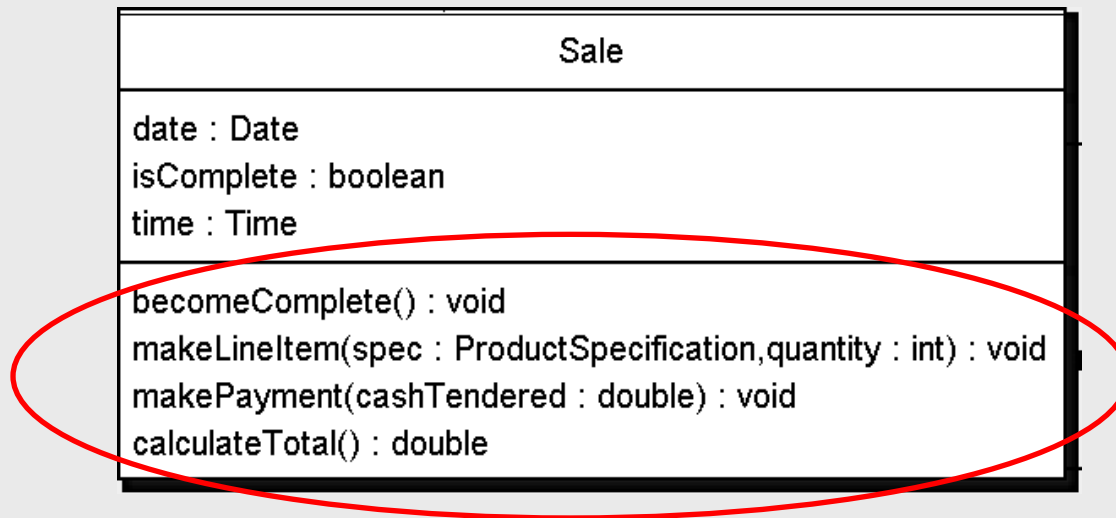 Sale
date : Date
isComplete : boolean
time : Time
becomeComplete() : void
makeLineItem(spec : ProductSpecification,quantity : int) : void
makePayment(cashTendered : double) : void
calculateTotal() : double